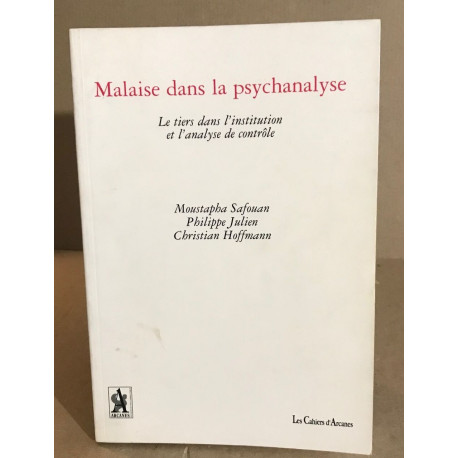 Malaise dans la psychanalyse
Le tiers dans l'institution
et l'analyse de contrôle
Moustapha Safouan
Philippe Julien
Christian Hoffmann
ARCANES
Les Cahiers d'Arcanes